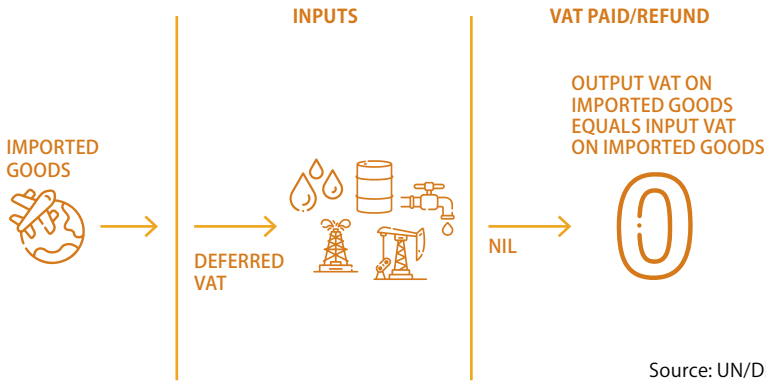 INPUTS
VAT PAID/REFUND
OUTPUT VAT ON
IMPORTED GOODS
EQUALS INPUT VAT
ON IMPORTED GOODS
IMPORTED
GOODS
DEFERRED
VAT
NIL
0
Source: UN/D